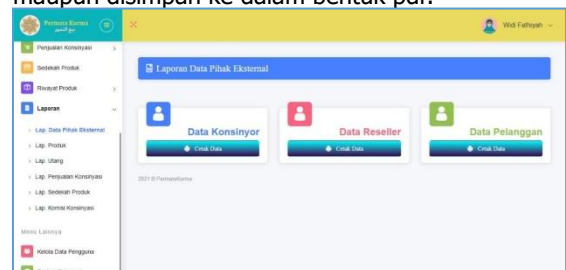 maupun disimpan ke dalam bentuk pdf.
Permata Kurma
Widi Fathiyah
Penjualan Konsinyasi
Sedekah Produk
Riwayat Produk
Laporan
Lap. Data Pihak Eksternal
Lap. Produk
Lap. Utang
Lap. Penjualan Konsinyasi
Lap. Sedekah Produk
Lap. Komisi Konsinyasi
Menu Lainnya
Kelola Data Pengguna
Laporan Data Pihak Eksternal
Data Konsinyor
Cetak Data
Data Reseller
Cetak Data
Data Pelanggan
Cetak Data
2021 © PermataKurma